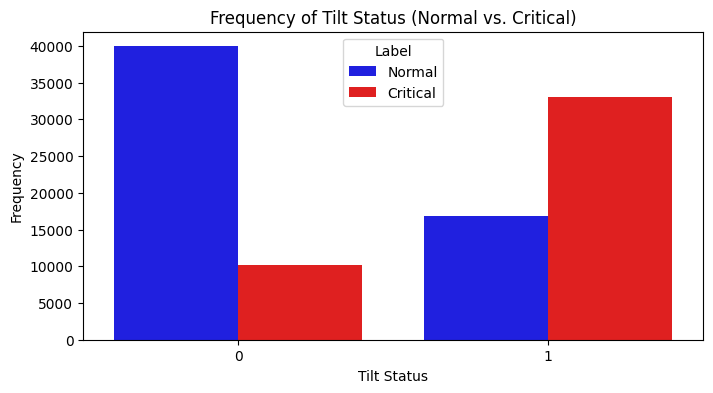 Frequency of Tilt Status (Normal vs. Critical)
Label
Normal
Critical
Frequency
40000
35000
30000
25000
20000
15000
10000
5000
0
0 1
Tilt Status